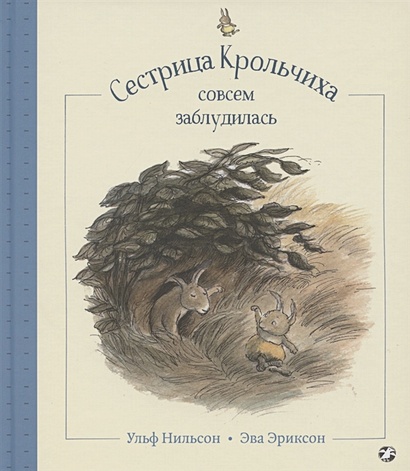 Сестрица Крольчиха
совсем
заблудилась
Ульф Нильсон • Эва Эриксон